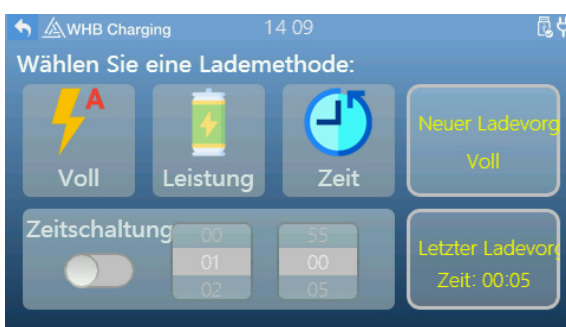 WHB Charging 14 09
Wählen Sie eine Lademethode:
A
Voll
Leistung
Zeit
Neuer Ladevorg
Voll
Zeitschaltung
00
01
02
55
00
05
Letzter Ladevorg
Zeit: 00:05